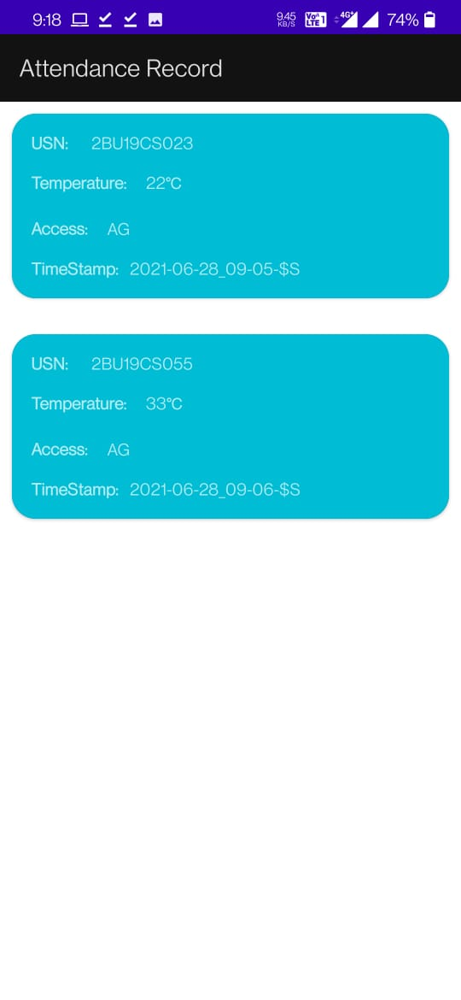 9:18 9.45 KB/S Vo LTE 1 4G+ 74%
Attendance Record
USN: 2BU19CS023
Temperature: 22°C
Access: AG
TimeStamp: 2021-06-28_09-05-$S
USN: 2BU19CS055
Temperature: 33°C
Access: AG
TimeStamp: 2021-06-28_09-06-$S